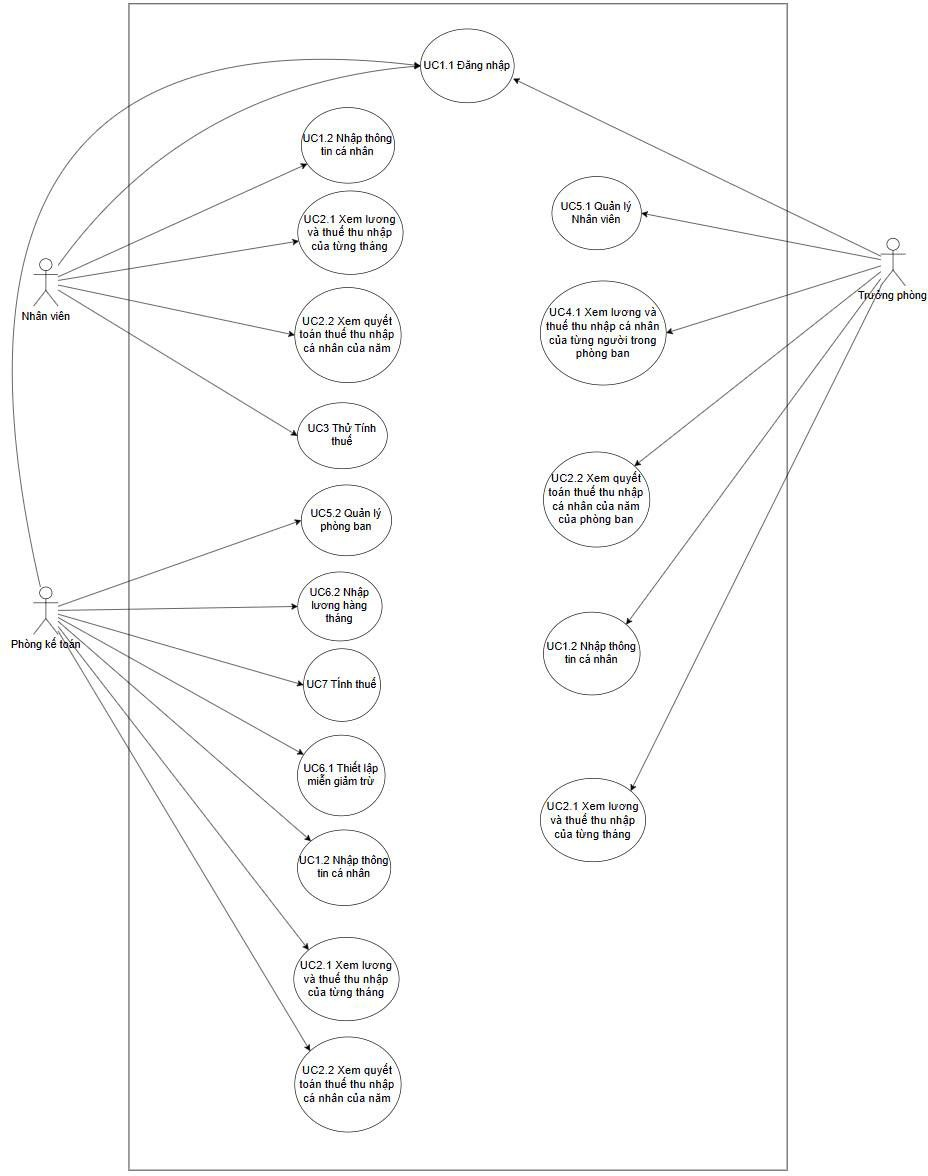 UC1.1 Đăng nhập
UC1.2 Nhập thông
tin cá nhân
UC2.1 Xem lương
và thuế thu nhập
của từng tháng
UC2.2 Xem quyết
toán thuế thu nhập
cá nhân của năm
UC3 Thử Tính
thuế
UC5.2 Quản lý
phòng ban
UC6.2 Nhập
lương hàng
tháng
UC7 Tính thuế
UC6.1 Thiết lập
miễn giảm trừ
UC1.2 Nhập thông
tin cá nhân
UC2.1 Xem lương
và thuế thu nhập
của từng tháng
UC2.2 Xem quyết
toán thuế thu nhập
cá nhân của năm
Nhân viên
Phòng kế toán
UC5.1 Quản lý
Nhân viên
UC4.1 Xem lương và
thuế thu nhập cá nhân
của từng người trong
phòng ban
UC2.2 Xem quyết
toán thuế thu nhập
cá nhân của năm
của phòng ban
UC1.2 Nhập thông
tin cá nhân
UC2.1 Xem lương
và thuế thu nhập
của từng tháng
Trưởng phòng